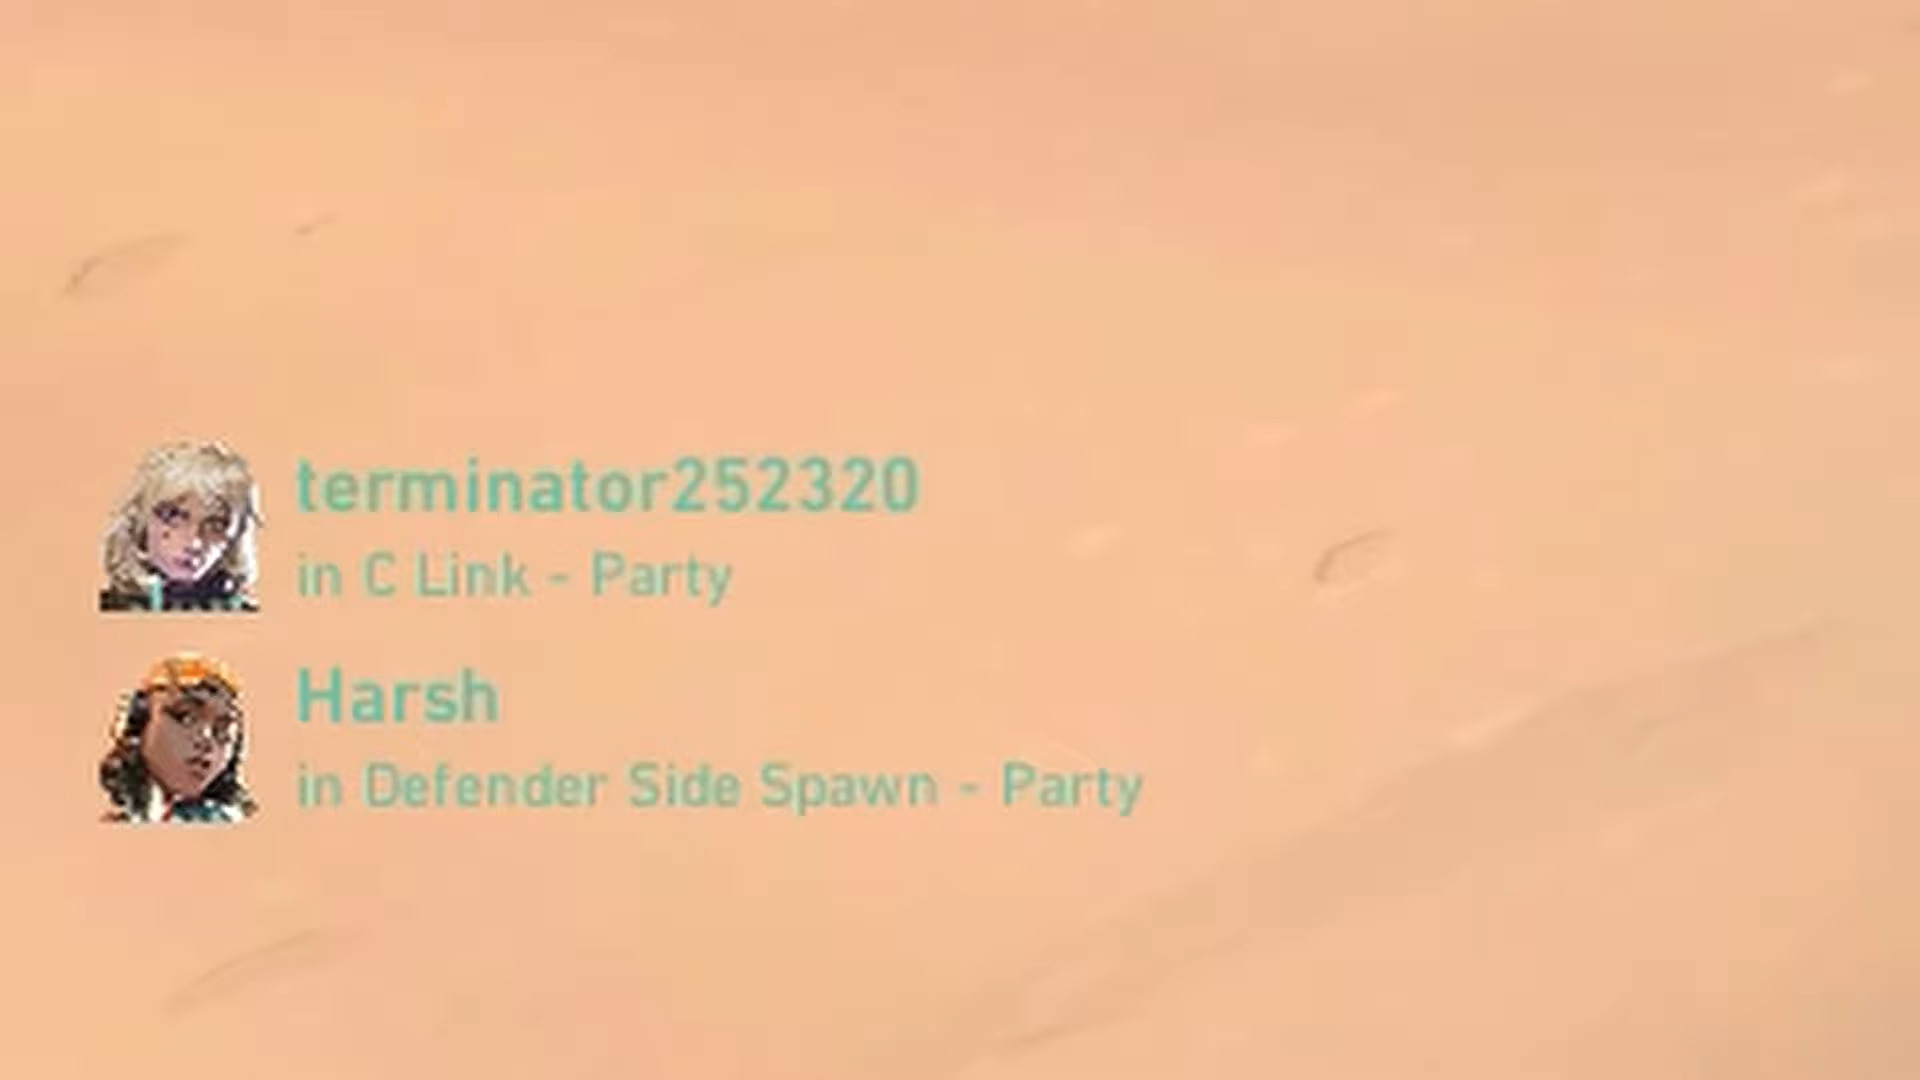 terminator252320
in C Link - Party
Harsh
in Defender Side Spawn - Party